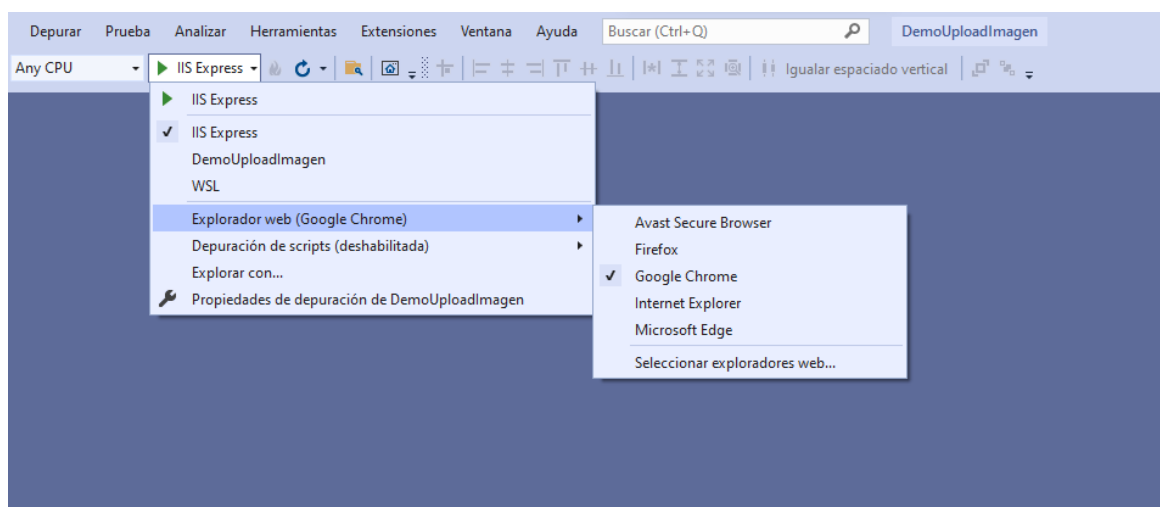 Depurar Prueba Analizar Herramientas Extensiones Ventana Ayuda Buscar (Ctrl+Q) DemoUploadImagen
Any CPU IIS Express Igualar espaciado vertical
IIS Express
IIS Express
DemoUploadImagen
WSL
Explorador web (Google Chrome)
Depuración de scripts (deshabilitada)
Explorar con...
Propiedades de depuración de DemoUploadImagen
Avast Secure Browser
Firefox
Google Chrome
Internet Explorer
Microsoft Edge
Seleccionar exploradores web...